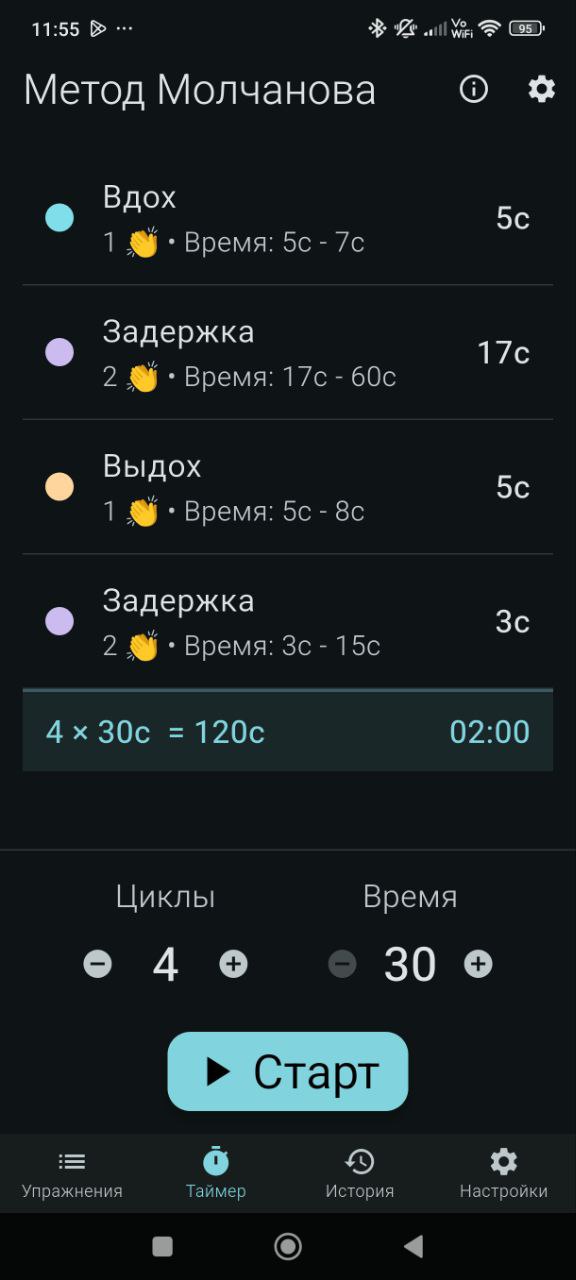 11:55
Vo WiFi
95
Метод Молчанова
Вдох
5с
1 👏 • Время: 5с - 7с
Задержка
17с
2 👏 • Время: 17с - 60с
Выдох
5с
1 👏 • Время: 5с - 8с
Задержка
3с
2 👏 • Время: 3с - 15с
4 × 30с = 120с
02:00
Циклы
Время
4
30
Старт
Упражнения
Таймер
История
Настройки